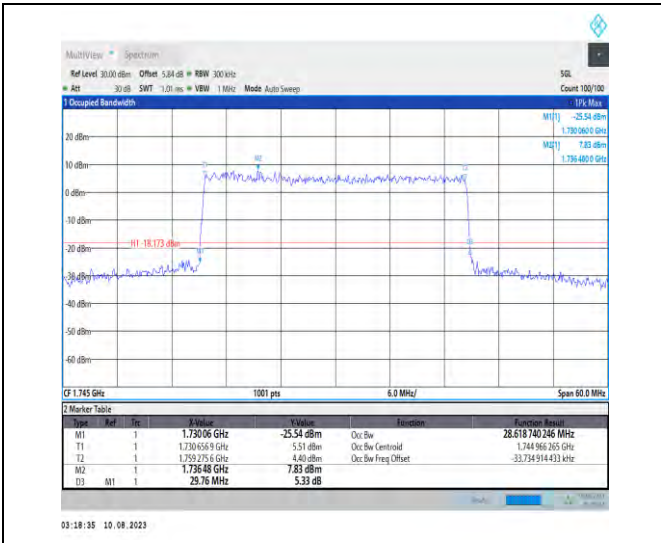 MultiView Spectrum
Ref Level 30.00 dBm Offset 5.84 dB RBW 300 kHz SGL
Att 30 dB SWT 1.01 ms VBW 1 MHz Mode Auto Sweep Count 100/100
1 Occupied Bandwidth 1Pk Max
M1[1] -25.54 dBm
1.730 060 0 GHz
20 dBm
M2[1] 7.83 dBm
1.736 480 0 GHz
M2
10 dBm
0 dBm
-10 dBm
H1 -18.173 dBm
-20 dBm
-30 dBm
-40 dBm
-50 dBm
-60 dBm
CF 1.745 GHz 1001 pts 6.0 MHz/ Span 60.0 MHz
2 Marker Table
Type Ref Trc X-Value Y-Value Function Function Result
M1 1 1.73006 GHz -25.54 dBm Occ Bw 28.618 740 246 MHz
T1 1 1.730 656 9 GHz 5.51 dBm Occ Bw Centroid 1.744 966 265 GHz
T2 1 1.759 275 6 GHz 4.40 dBm Occ Bw Freq Offset -33.734 914 433 kHz
M2 1 1.73648 GHz 7.83 dBm
D3 M1 1 29.76 MHz 5.33 dB
03:18:35 10.08.2023